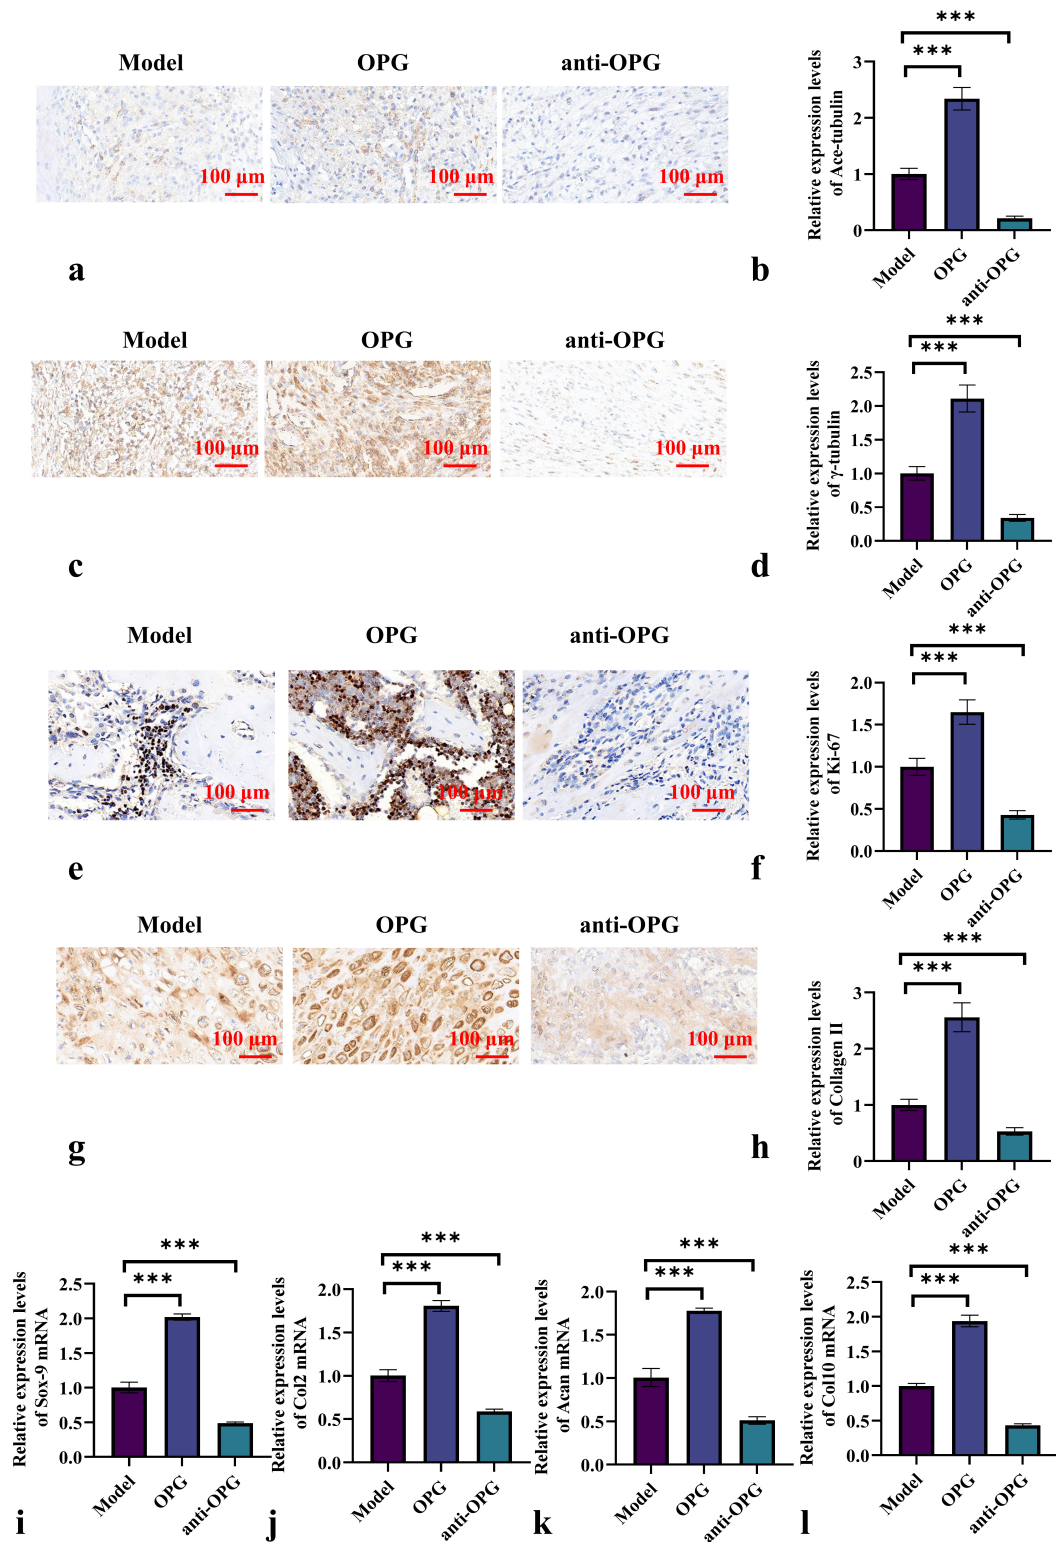 Model OPG anti-OPG
100 µm 100 µm 100 µm
a
***
***
Relative expression levels
of Ace-tubulin
3
2
1
0
Model OPG anti-OPG
b
Model OPG anti-OPG
100 µm 100 µm 100 µm
c
***
***
Relative expression levels
of γ-tubulin
2.5
2.0
1.5
1.0
0.5
0.0
Model OPG anti-OPG
d
Model OPG anti-OPG
100 µm 100 µm 100 µm
e
***
***
Relative expression levels
of Ki-67
2.0
1.5
1.0
0.5
0.0
Model OPG anti-OPG
f
Model OPG anti-OPG
100 µm 100 µm 100 µm
g
***
***
Relative expression levels
of Collagen II
3
2
1
0
Model OPG anti-OPG
h
***
***
Relative expression levels
of Sox-9 mRNA
2.5
2.0
1.5
1.0
0.5
0.0
Model OPG anti-OPG
i
***
***
Relative expression levels
of Col2 mRNA
2.0
1.5
1.0
0.5
0.0
Model OPG anti-OPG
j
***
***
Relative expression levels
of Acan mRNA
2.0
1.5
1.0
0.5
0.0
Model OPG anti-OPG
k
***
***
Relative expression levels
of Col10 mRNA
2.5
2.0
1.5
1.0
0.5
0.0
Model OPG anti-OPG
l